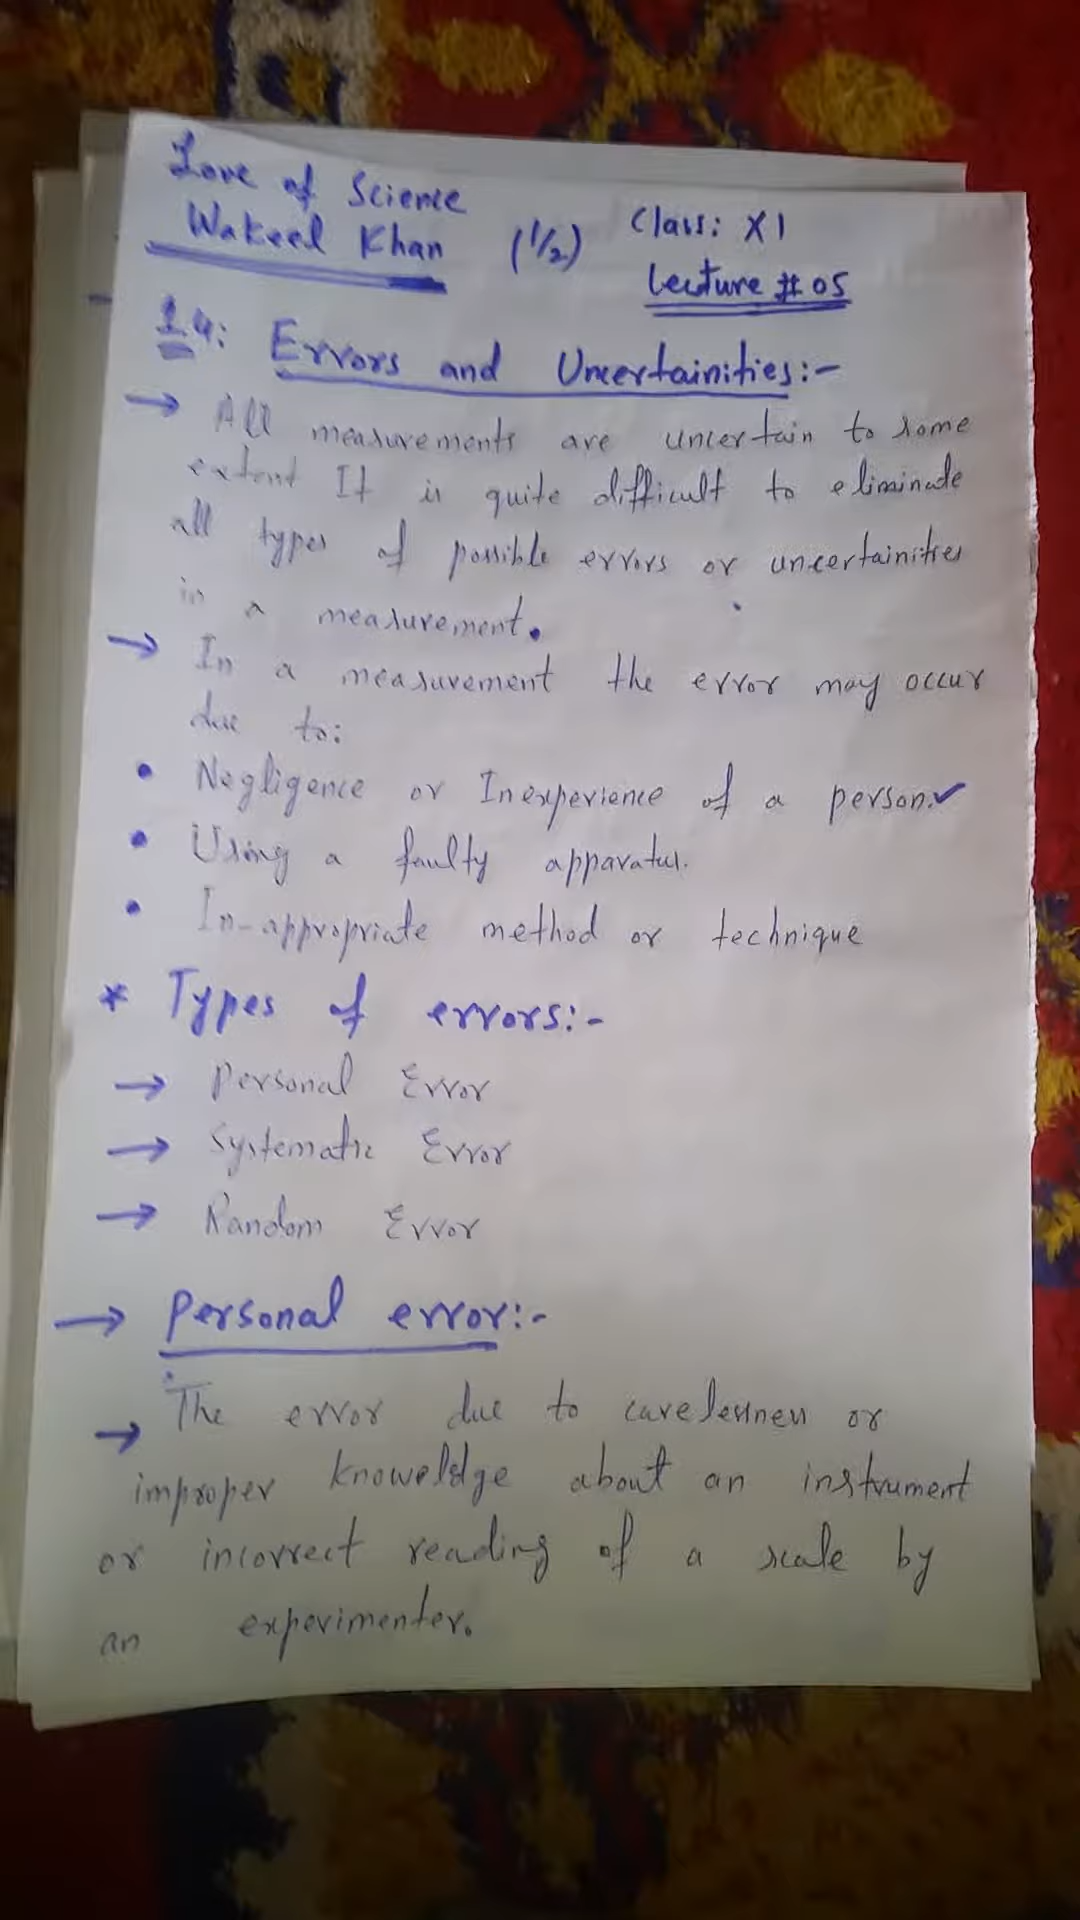 Love of Science
Wakeel Khan (1/2) Class: XI
Lecture # 05
1.4: Errors and Uncertainities:-
→ All measurements are uncertain to some
extent It is quite difficult to eliminate
all types of possible errors or uncertainities
in a measurement.
→ In a measurement the error may occur
due to:
• Negligence or Inexperience of a person.✓
• Using a faulty apparatus.
• In-appropriate method or technique
* Types of errors:-
→ Personal Error
→ Systematic Error
→ Random Error
→ Personal error:-
→ The error due to carelessness or
improper knoweldge about an instrument
or incorrect reading of a scale by
an experimenter.